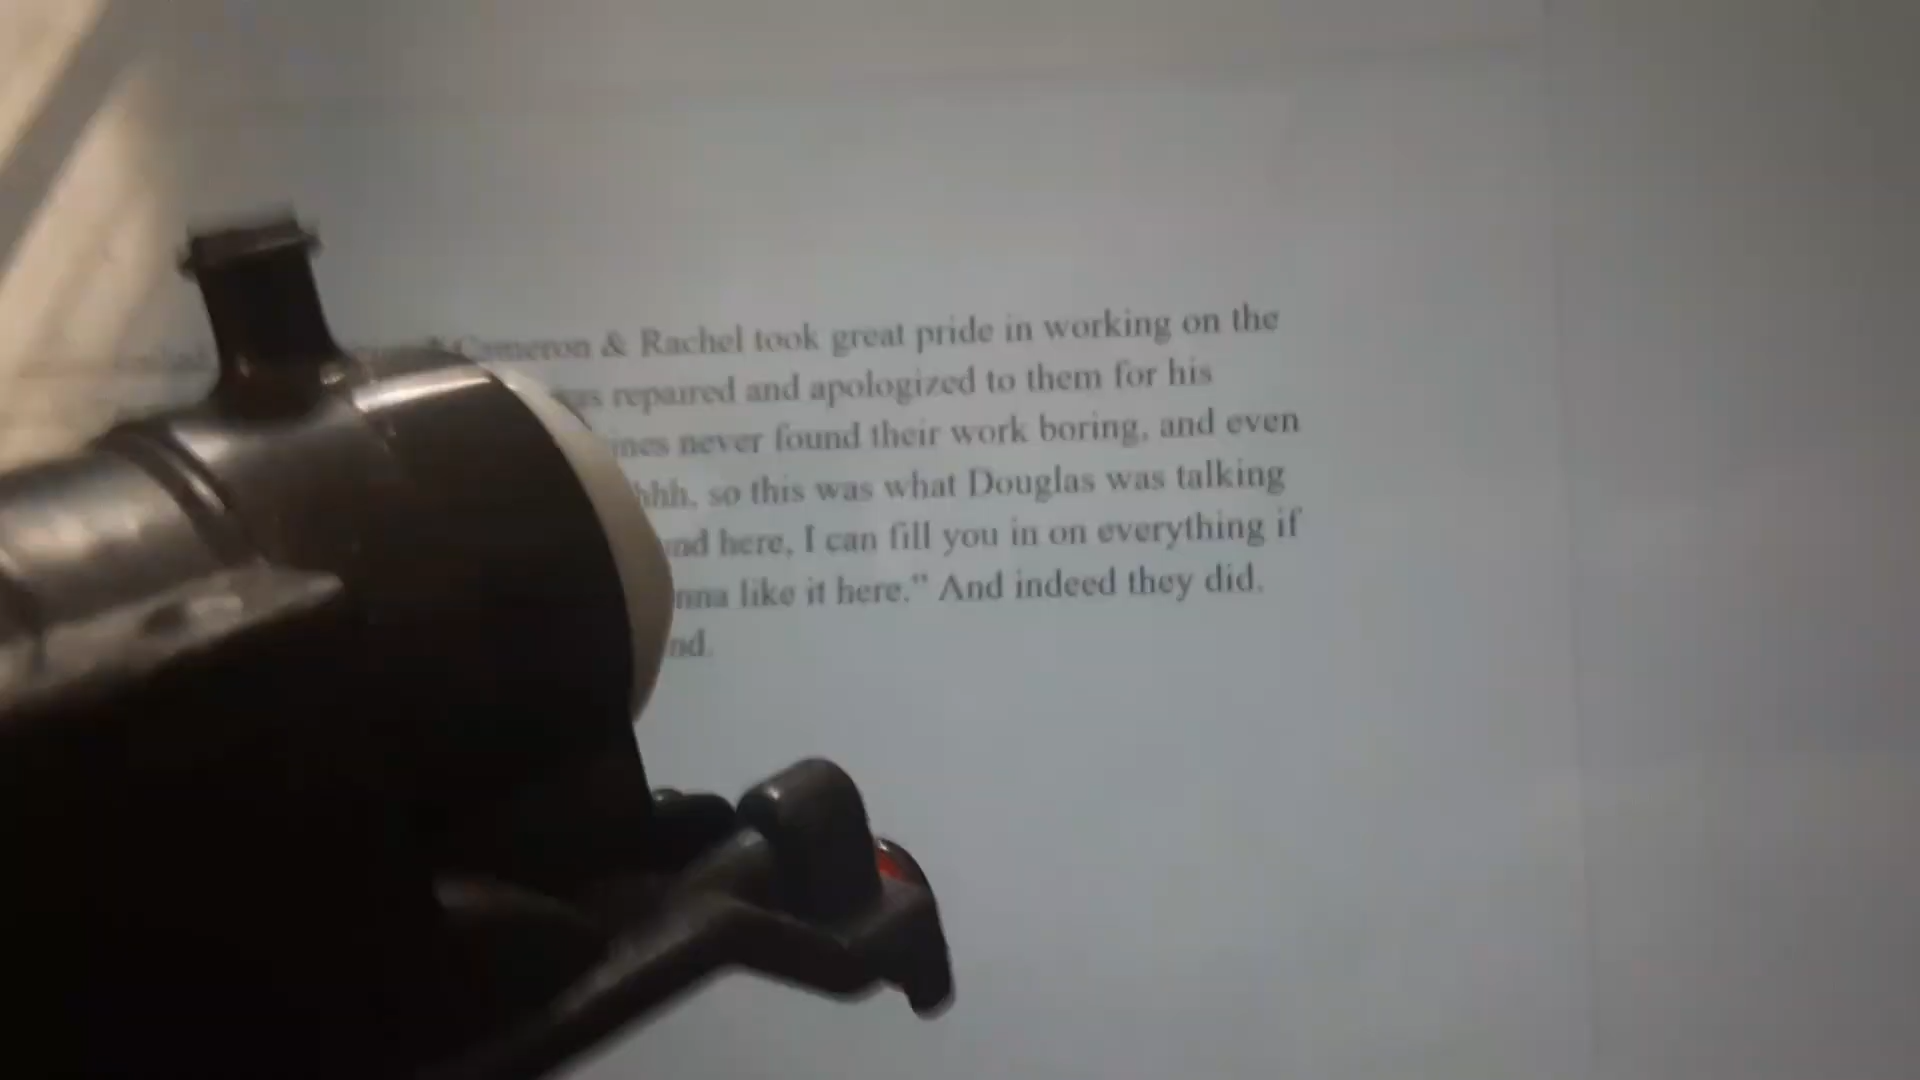 Cameron & Rachel took great pride in working on the
was repaired and apologized to them for his
never found their work boring, and even
hhh, so this was what Douglas was talking
here, I can fill you in on everything if
like it here." And indeed they did.